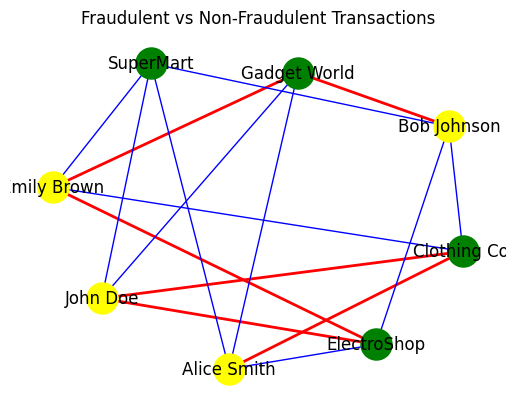 Fraudulent vs Non-Fraudulent Transactions
SuperMart
Gadget World
Bob Johnson
mily Brown
Clothing Co
John Doe
ElectroShop
Alice Smith